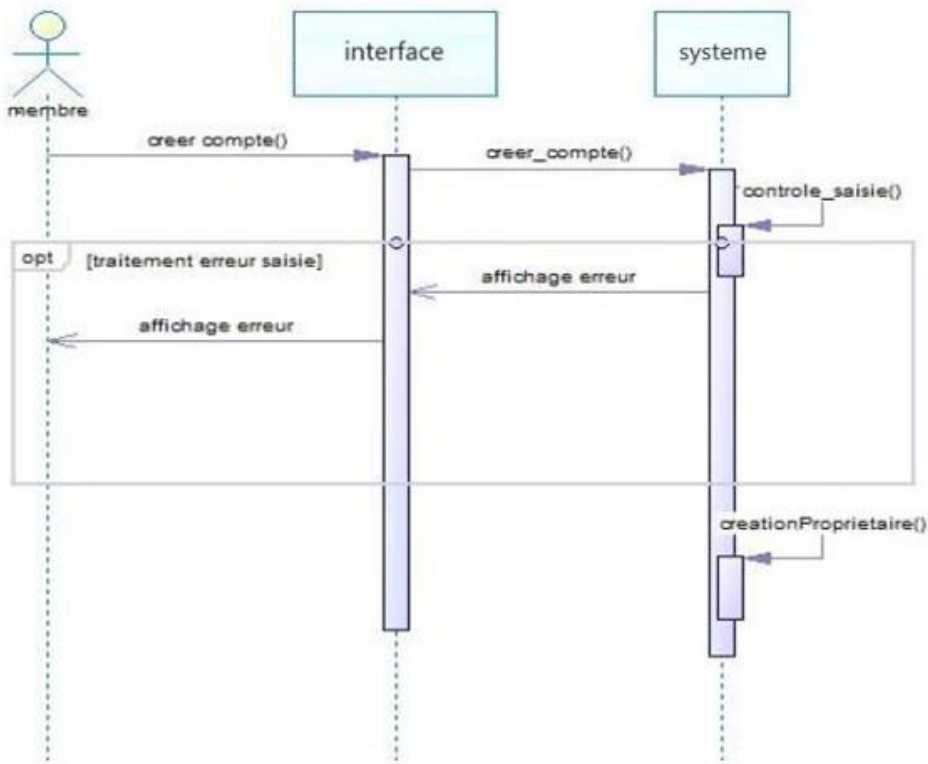 interface
systeme
membre
creer compte()
creer_compte()
controle_saisie()
opt
[traitement erreur saisie]
affichage erreur
affichage erreur
creationProprietaire()